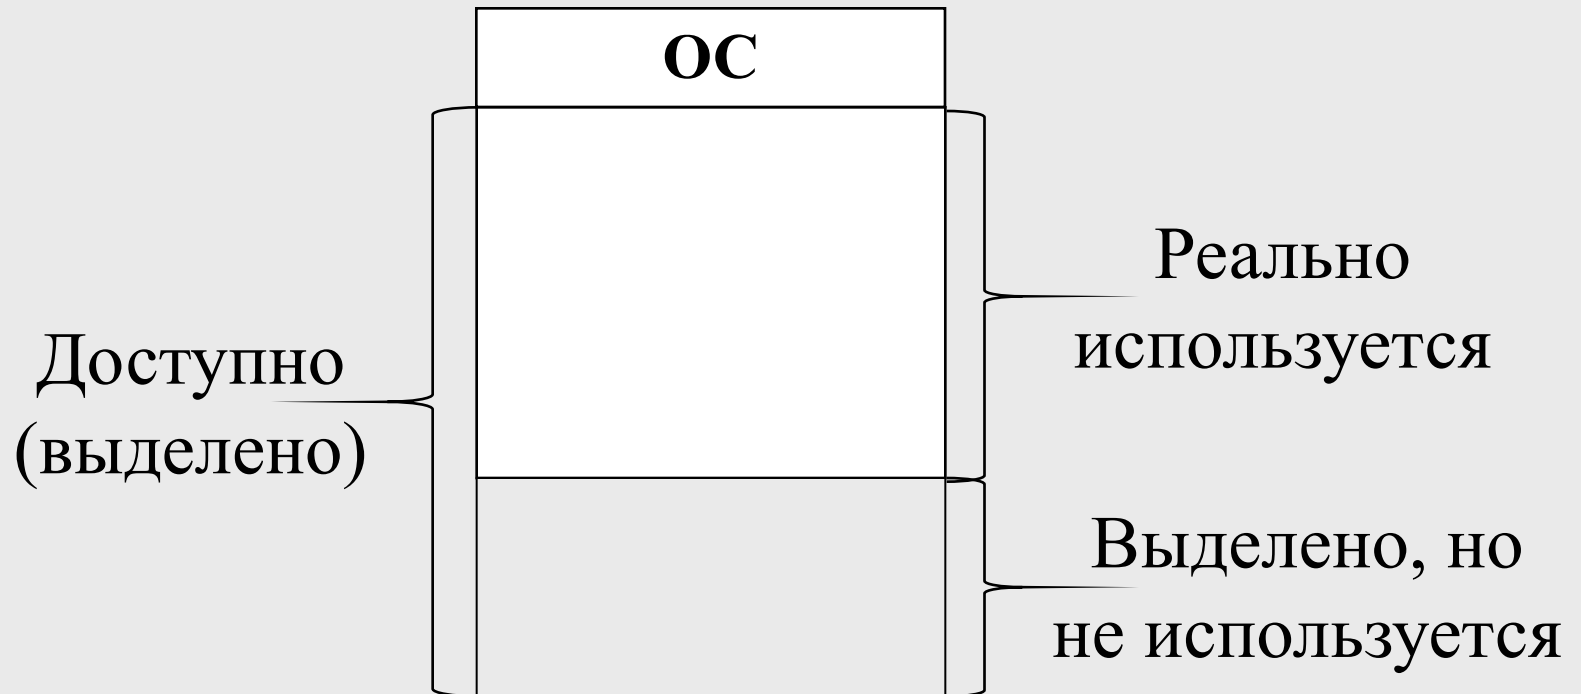 ОС
Доступно
(выделено)
Реально
используется
Выделено, но
не используется